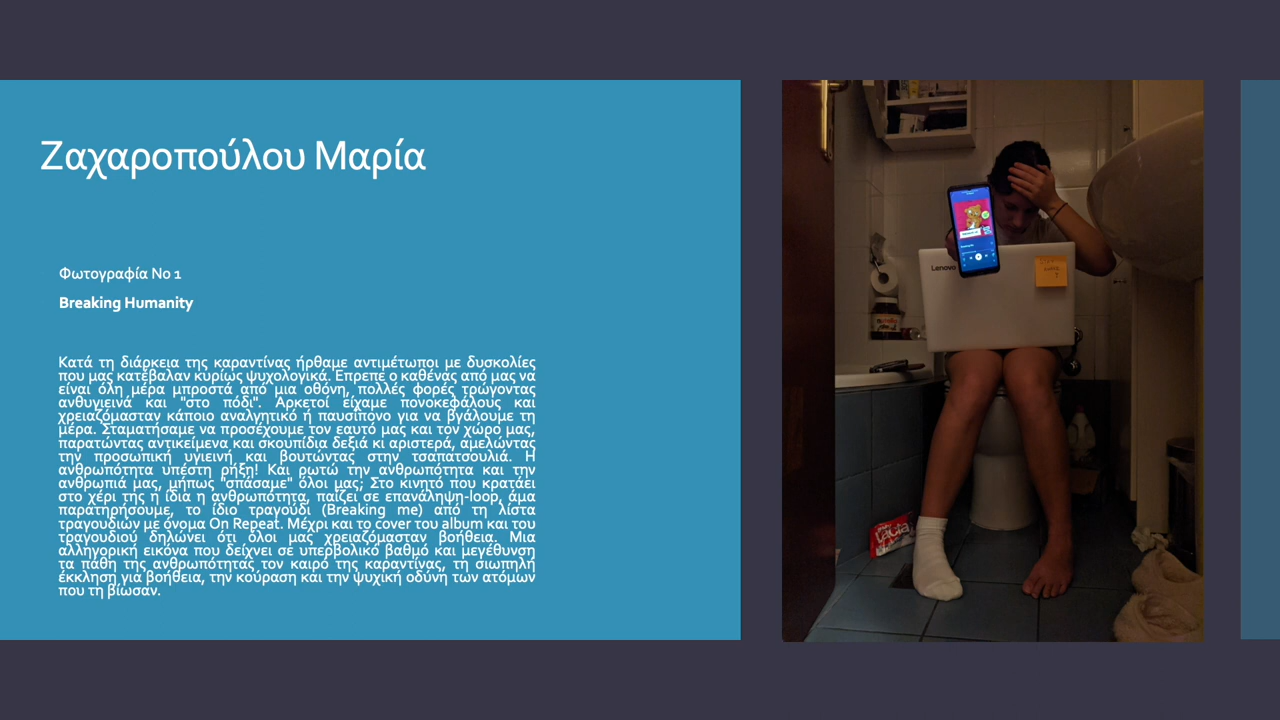 Ζαχαροπούλου Μαρία
Φωτογραφία Νο 1
Breaking Humanity
Κατά τη διάρκεια της καραντίνας ήρθαμε αντιμέτωποι με δυσκολίες
που μας κατέβαλαν κυρίως ψυχολογικά. Έπρεπε ο καθένας από μας να
είναι όλη μέρα μπροστά από μια οθόνη, πολλές φορές τρώγοντας
ανθυγιεινά και "στο πόδι". Αρκετοί είχαμε πονοκεφάλους και
χρειαζόμασταν κάποιο αναλγητικό ή παυσίπονο για να βγάλουμε τη
μέρα. Σταματήσαμε να προσέχουμε τον εαυτό μας και τον χώρο μας,
παρατώντας αντικείμενα και σκουπίδια δεξιά κι αριστερά, αμελώντας
την προσωπική υγιεινή και βουτώντας στην τσαπατσουλιά. Η
ανθρωπότητα υπέστη ρήξη! Και ρωτώ την ανθρωπότητα και την
ανθρωπιά μας, μήπως "σπάσαμε" όλοι μας; Στο κινητό που κρατάει
στο χέρι της η ίδια η ανθρωπότητα, παίζει σε επανάληψη-loop, άμα
παρατηρήσουμε, το ίδιο τραγούδι (Breaking me) από τη λίστα
τραγουδιών με όνομα On Repeat. Μέχρι και το cover του album και του
τραγουδιού δηλώνει ότι όλοι μας χρειαζόμασταν βοήθεια. Μια
αλληγορική εικόνα που δείχνει σε υπερβολικό βαθμό και μεγέθυνση
τα πάθη της ανθρωπότητας τον καιρό της καραντίνας, τη σιωπηλή
έκκληση για βοήθεια, την κούραση και την ψυχική οδύνη των ατόμων
που τη βίωσαν.
Lenovo
Lacta